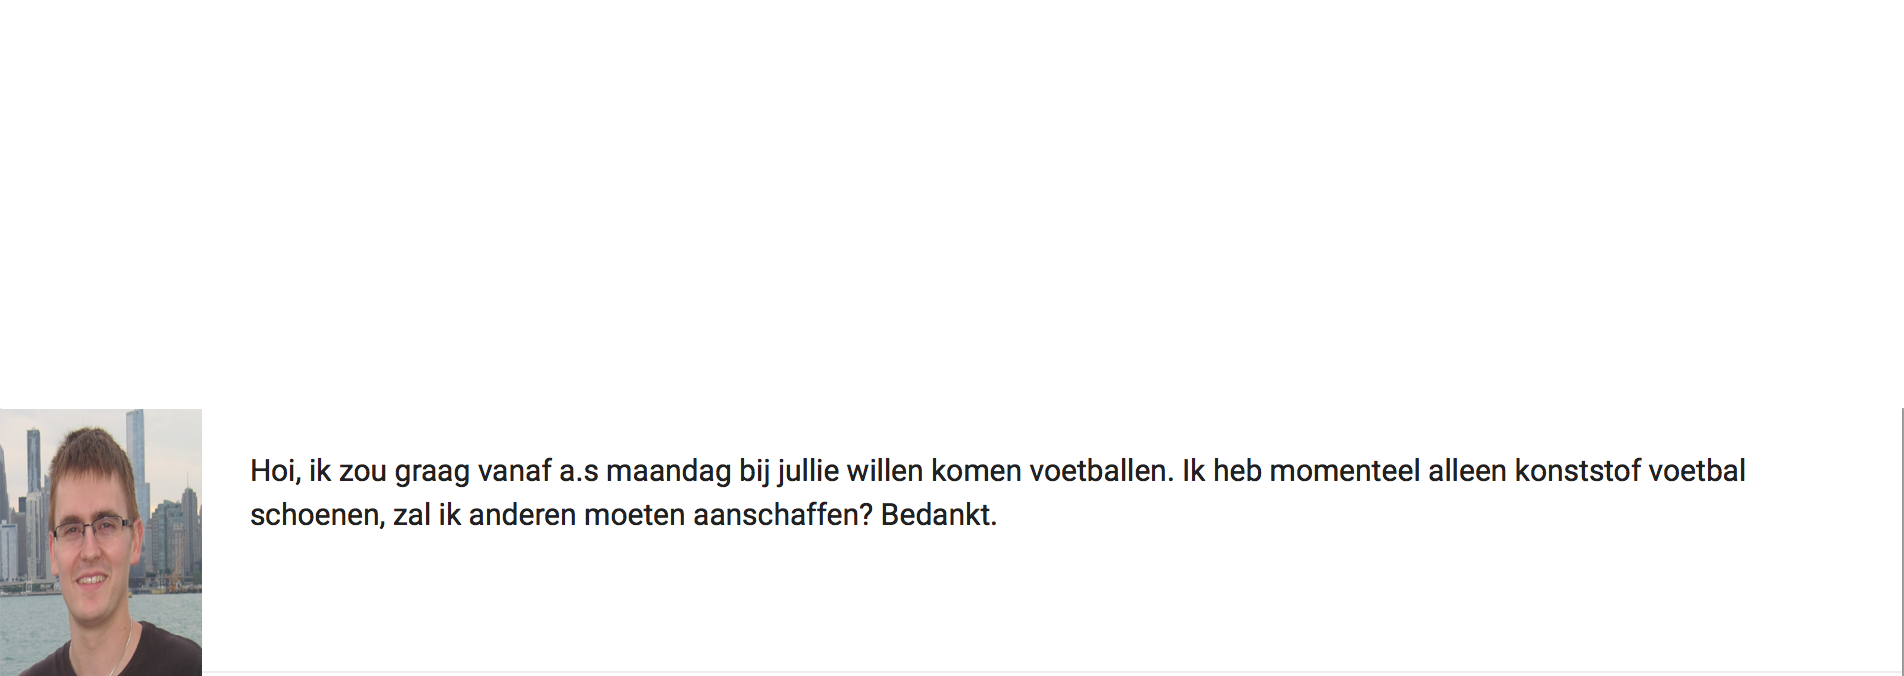 Hoi, ik zou graag vanaf a.s maandag bij jullie willen komen voetballen. Ik heb momenteel alleen konststof voetbal
schoenen, zal ik anderen moeten aanschaffen? Bedankt.